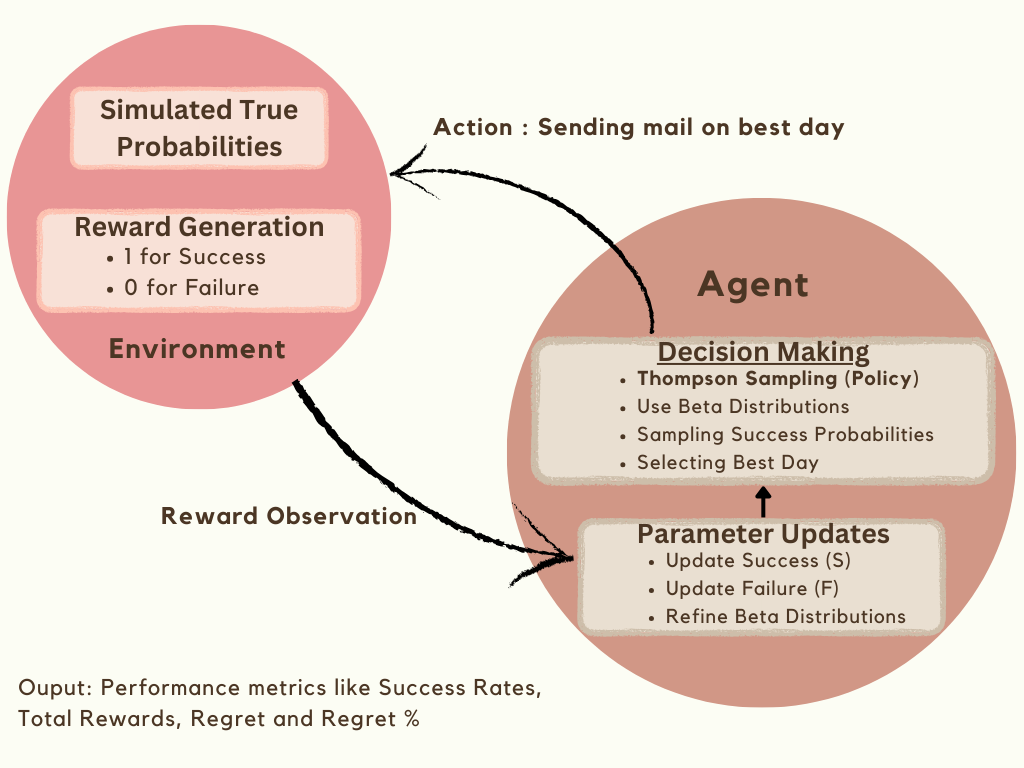 Simulated True
Probabilities
Reward Generation
• 1 for Success
• 0 for Failure
Environment
Action : Sending mail on best day
Agent
Decision Making
• Thompson Sampling (Policy)
• Use Beta Distributions
• Sampling Success Probabilities
• Selecting Best Day
Reward Observation
Parameter Updates
• Update Success (S)
• Update Failure (F)
• Refine Beta Distributions
Ouput: Performance metrics like Success Rates,
Total Rewards, Regret and Regret %